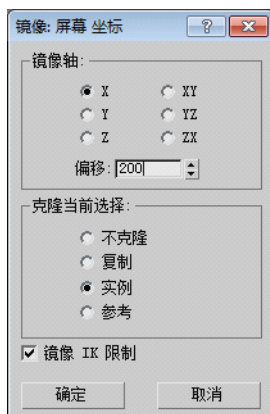 镜像: 屏幕 坐标
镜像轴:
X XY
Y YZ
Z ZX
偏移: 200
克隆当前选择:
不克隆
复制
实例
参考
镜像 IK 限制
确定 取消